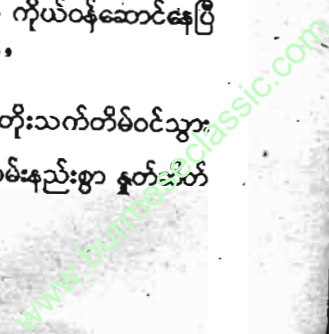 ကိုယ်ဝန်ဆောင်နေပြီ
တိုးသက်တိမ်ဝင်သွား
မ်းနည်းစွာ နှုတ်ဆိတ်
www.burmeseclassic.com